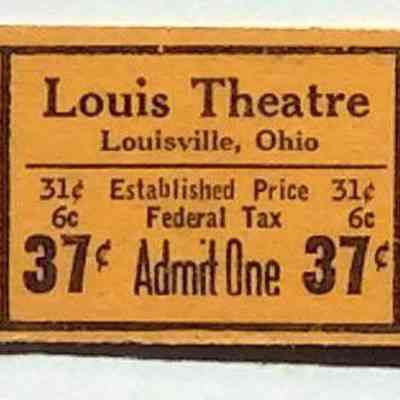 Louis Theatre
Louisville, Ohio
31¢ Established Price 31¢
6c Federal Tax 6c
37¢ Admit One 37¢